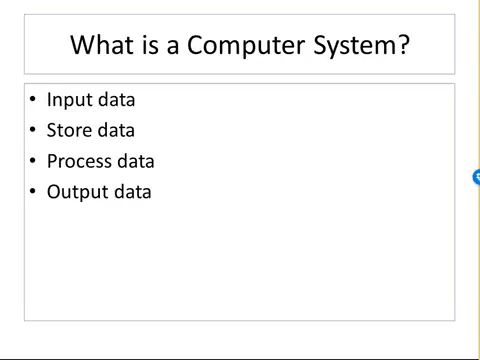 What is a Computer System?
• Input data
• Store data
• Process data
• Output data